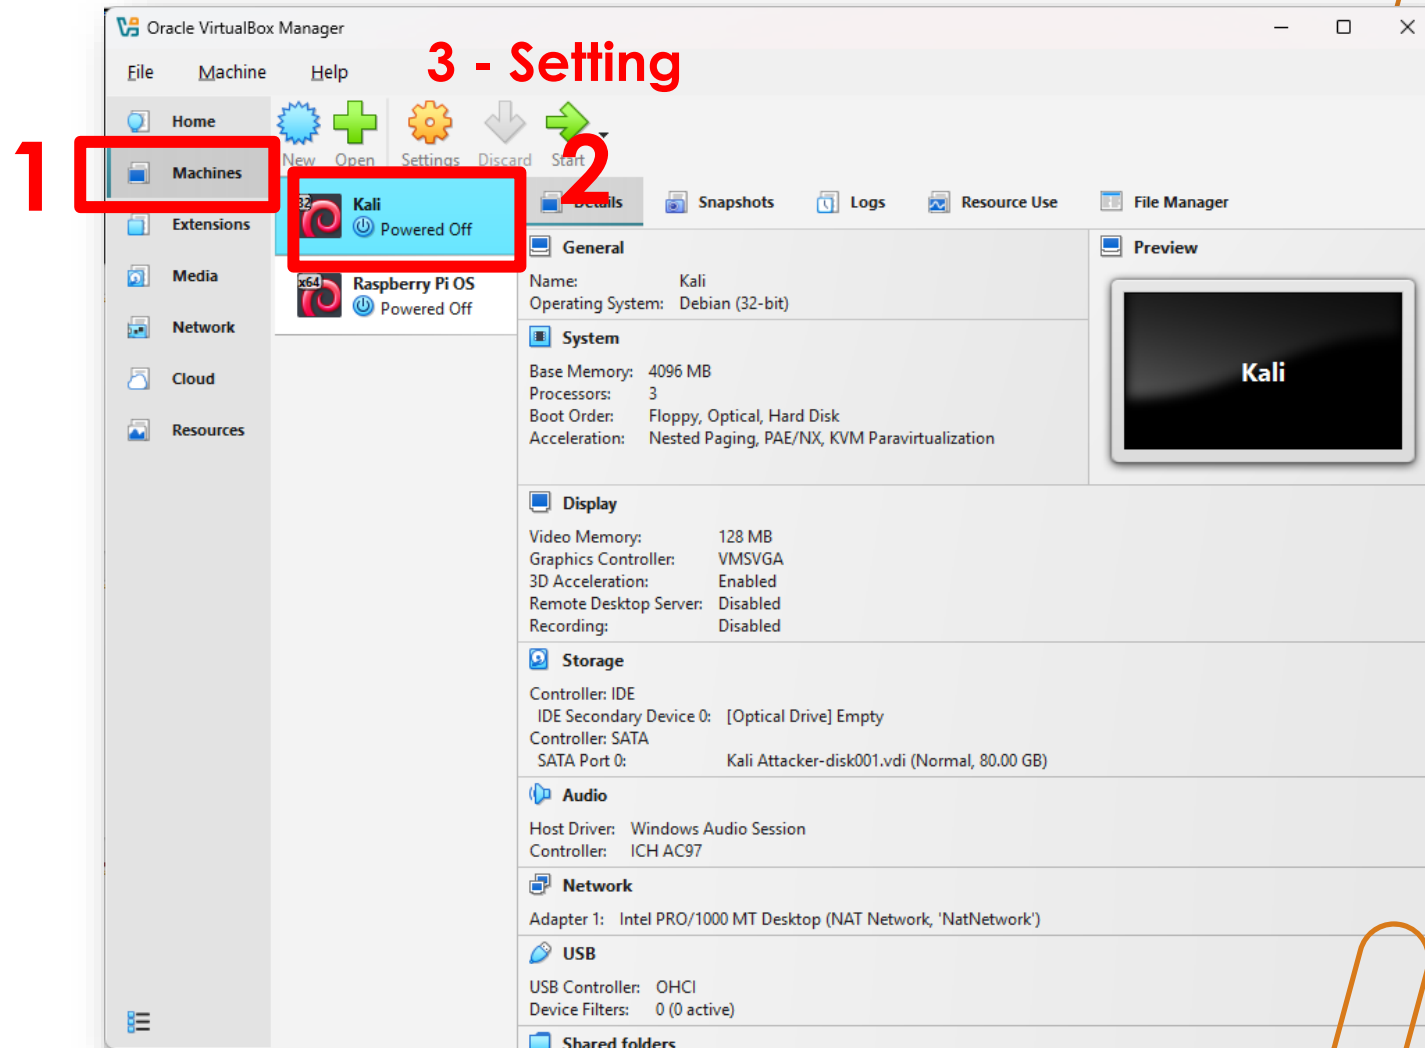 Oracle VirtualBox Manager
3 - Setting
File Machine Help
1
Home
Machines
Extensions
Media
Network
Cloud
Resources
New Open Settings Discard Start
2
32
Kali
Powered Off
x64
Raspberry Pi OS
Powered Off
Details Snapshots Logs Resource Use File Manager
General
Name: Kali
Operating System: Debian (32-bit)
Preview
Kali
System
Base Memory: 4096 MB
Processors: 3
Boot Order: Floppy, Optical, Hard Disk
Acceleration: Nested Paging, PAE/NX, KVM Paravirtualization
Display
Video Memory: 128 MB
Graphics Controller: VMSVGA
3D Acceleration: Enabled
Remote Desktop Server: Disabled
Recording: Disabled
Storage
Controller: IDE
IDE Secondary Device 0: [Optical Drive] Empty
Controller: SATA
SATA Port 0: Kali Attacker-disk001.vdi (Normal, 80.00 GB)
Audio
Host Driver: Windows Audio Session
Controller: ICH AC97
Network
Adapter 1: Intel PRO/1000 MT Desktop (NAT Network, 'NatNetwork')
USB
USB Controller: OHCI
Device Filters: 0 (0 active)
Shared folders